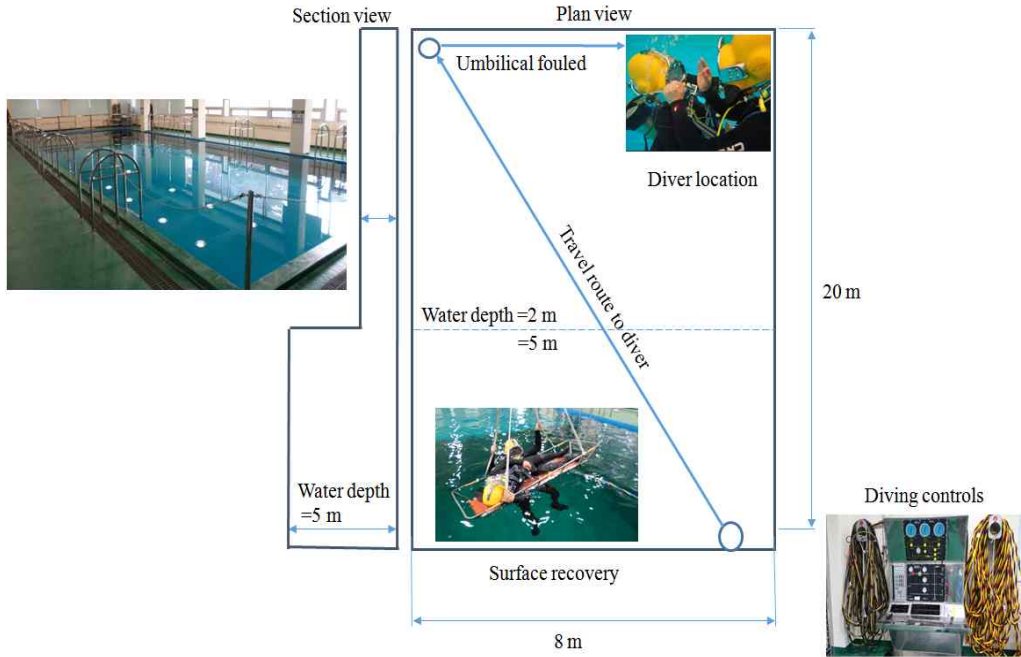 Section view
Plan view
Umbilical fouled
Diver location
Travel route to diver
20 m
Water depth =2 m
=5 m
Water depth
=5 m
Diving controls
Surface recovery
8 m